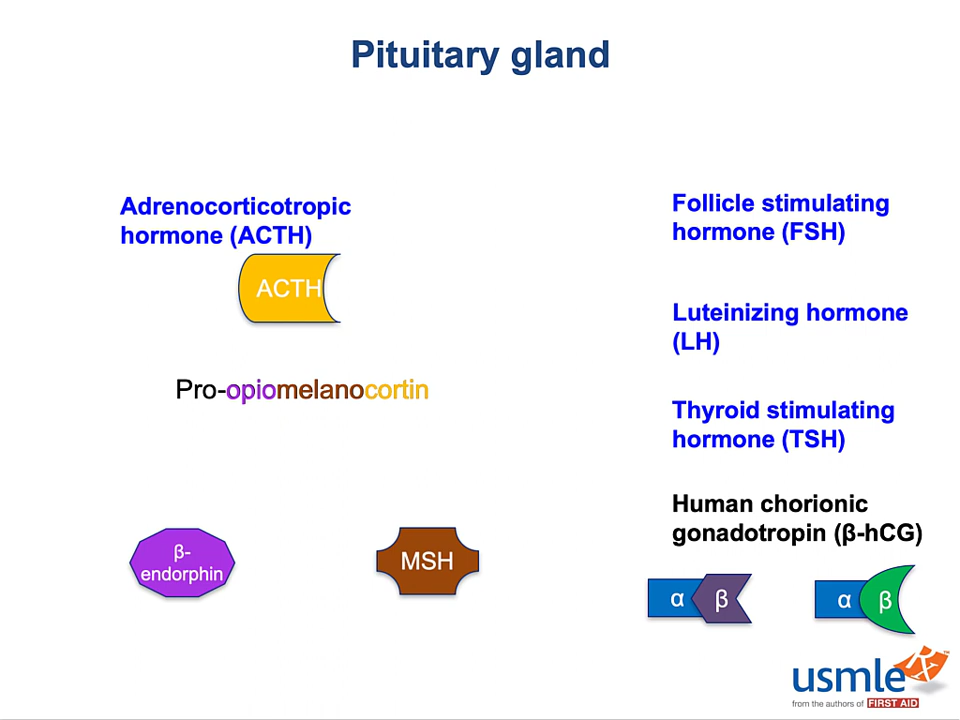 Pituitary gland
Adrenocorticotropic
hormone (ACTH)
ACTH
Pro-opiomelanocortin
β-
endorphin
MSH
Follicle stimulating
hormone (FSH)
Luteinizing hormone
(LH)
Thyroid stimulating
hormone (TSH)
Human chorionic
gonadotropin (β-hCG)
α β
α β
usmle Rx™
from the authors of FIRST AID